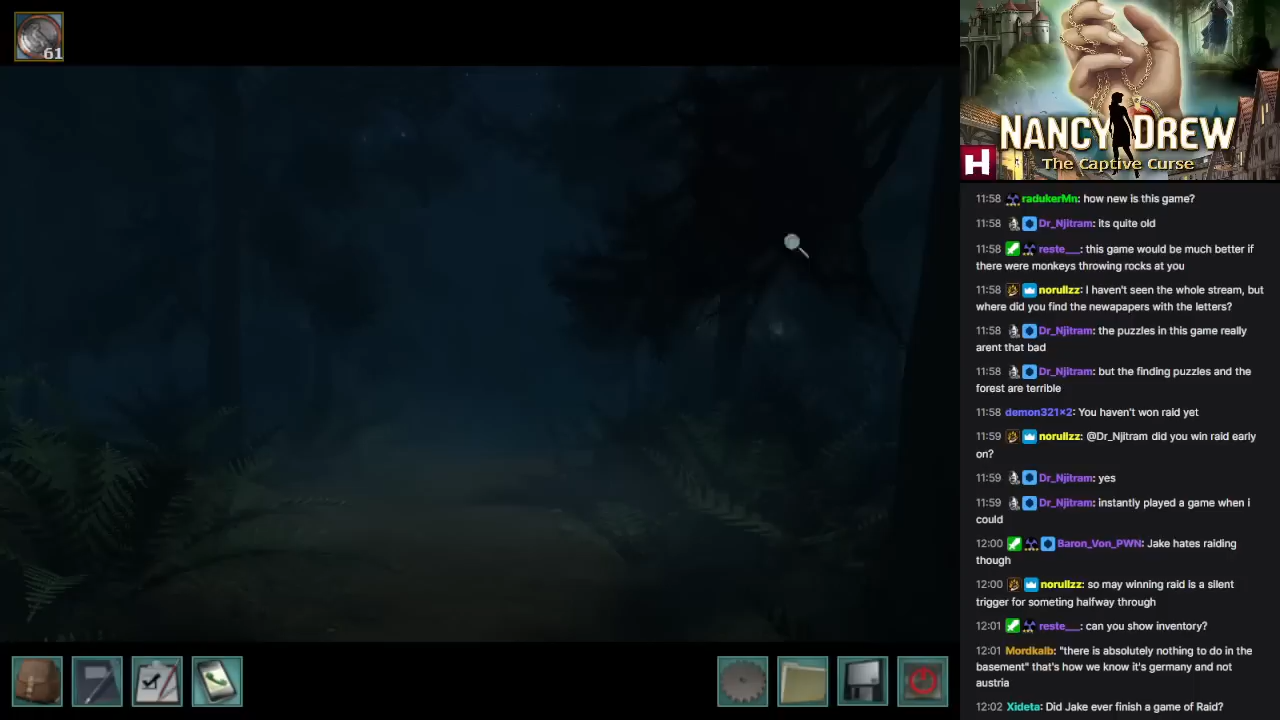 61
NANCY DREW
The Captive Curse
H
11:58 radukerMn: how new is this game?
11:58 Dr_Njitram: its quite old
11:58 reste___: this game would be much better if
there were monkeys throwing rocks at you
11:58 norullzz: I haven't seen the whole stream, but
where did you find the newapapers with the letters?
11:58 Dr_Njitram: the puzzles in this game really
arent that bad
11:58 Dr_Njitram: but the finding puzzles and the
forest are terrible
11:58 demon321x2: You haven't won raid yet
11:59 norullzz: @Dr_Njitram did you win raid early
on?
11:59 Dr_Njitram: yes
11:59 Dr_Njitram: instantly played a game when i
could
12:00 Baron_Von_PWN: Jake hates raiding
though
12:00 norullzz: so may winning raid is a silent
trigger for someting halfway through
12:01 reste___: can you show inventory?
12:01 Mordkalb: "there is absolutely nothing to do in the
basement" that's how we know it's germany and not
austria
12:02 Xideta: Did Jake ever finish a game of Raid?